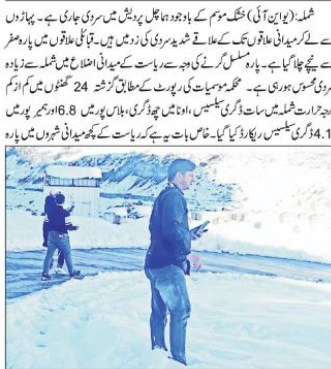 شملہ: (یو این آئی) خشک موسم کے باوجود ہماچل پردیش میں سردی جاری ہے۔ پہاڑوں
سے لے کر میدانی علاقوں تک کے علاقے شدید سردی کی زد میں ہیں۔ قبائلی علاقوں میں پارہ صفر
سے نیچے چلا گیا ہے۔ پارہ مسلسل گرنے کی وجہ سے ریاست کے میدانی اضلاع میں شملہ سے زیادہ
سردی محسوس ہو رہی ہے۔ محکمہ موسمیات کی رپورٹ کے مطابق گزشتہ 24 گھنٹوں میں کم از کم
درجہ حرارت شملہ میں سات ڈگری سیلسیس، اونا میں چھ ڈگری، بلاس پور میں 6.8 اور ہمیر پور میں
4.1 ڈگری سیلسیس ریکارڈ کیا گیا۔ خاص بات یہ ہے کہ ریاست کے کچھ میدانی شہروں میں پارہ